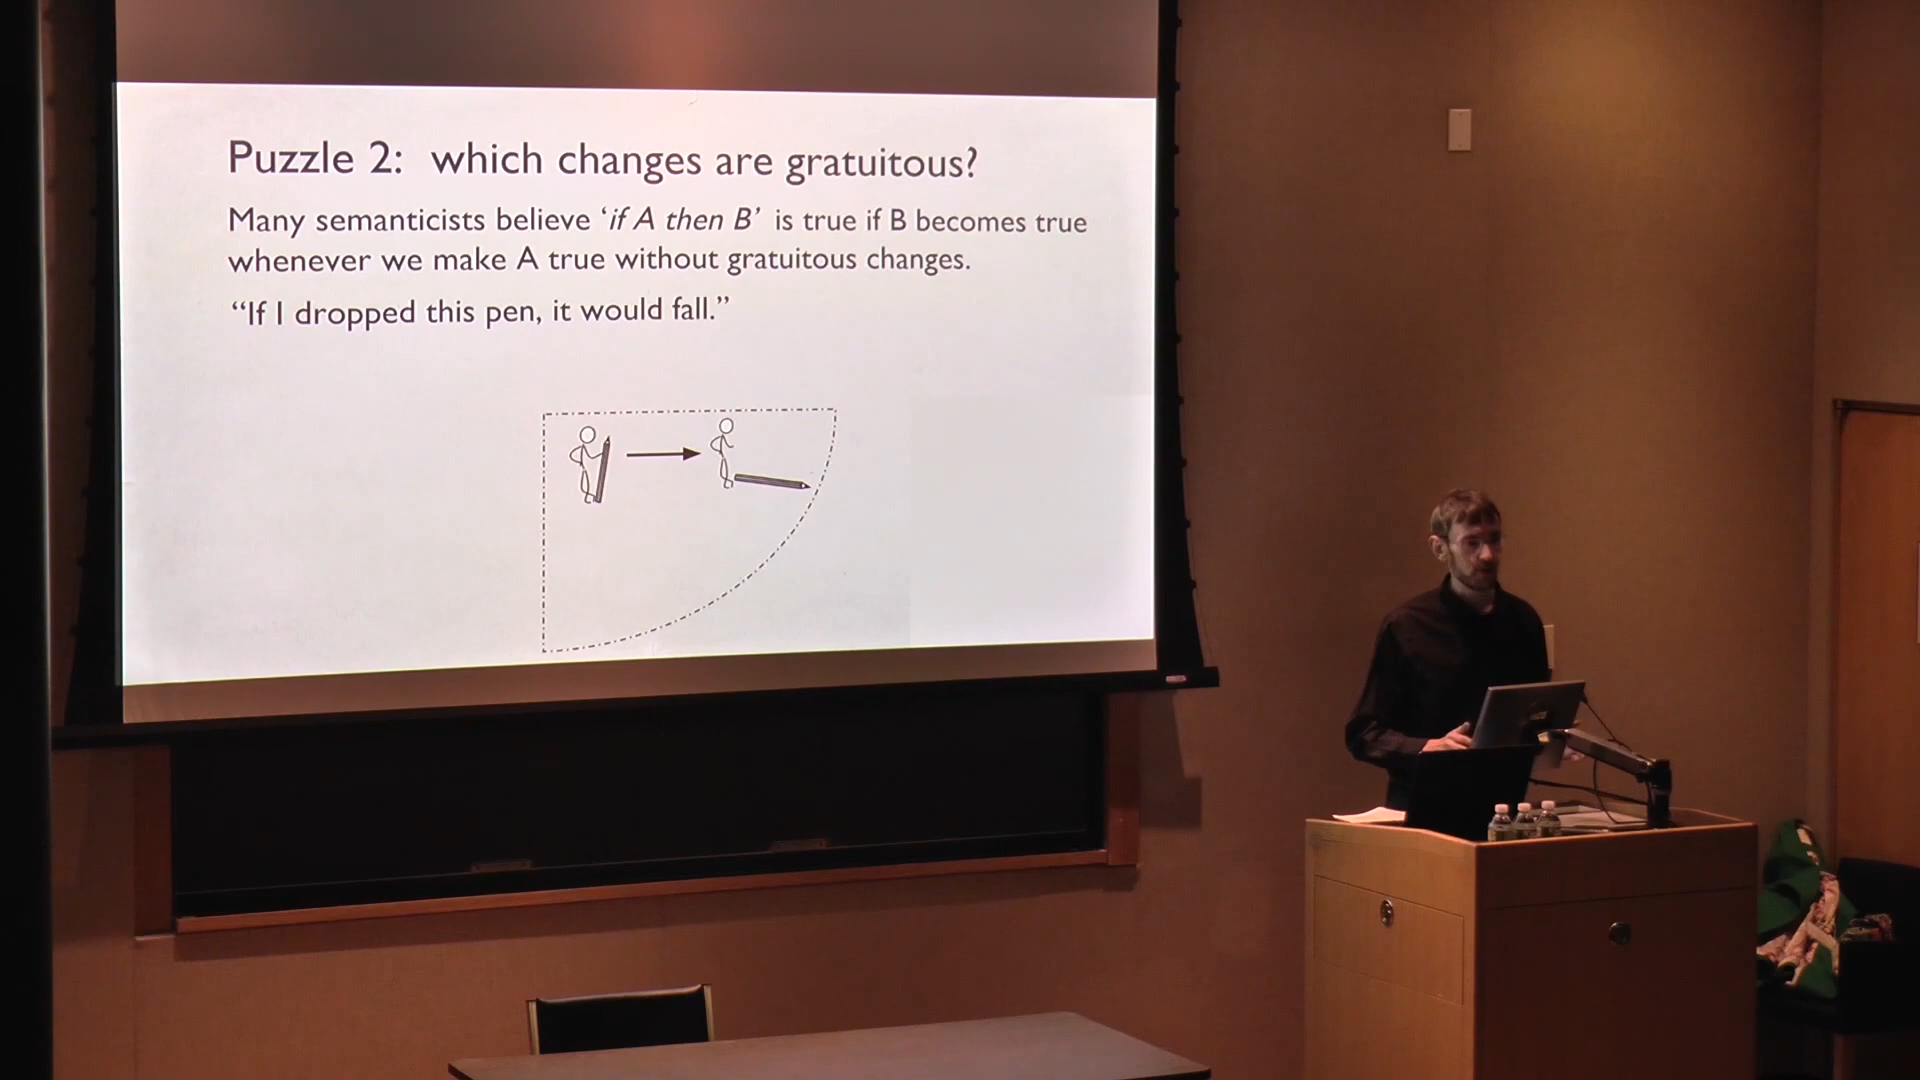 Puzzle 2: which changes are gratuitous?
Many semanticists believe ‘if A then B’ is true if B becomes true
whenever we make A true without gratuitous changes.
“If I dropped this pen, it would fall.”